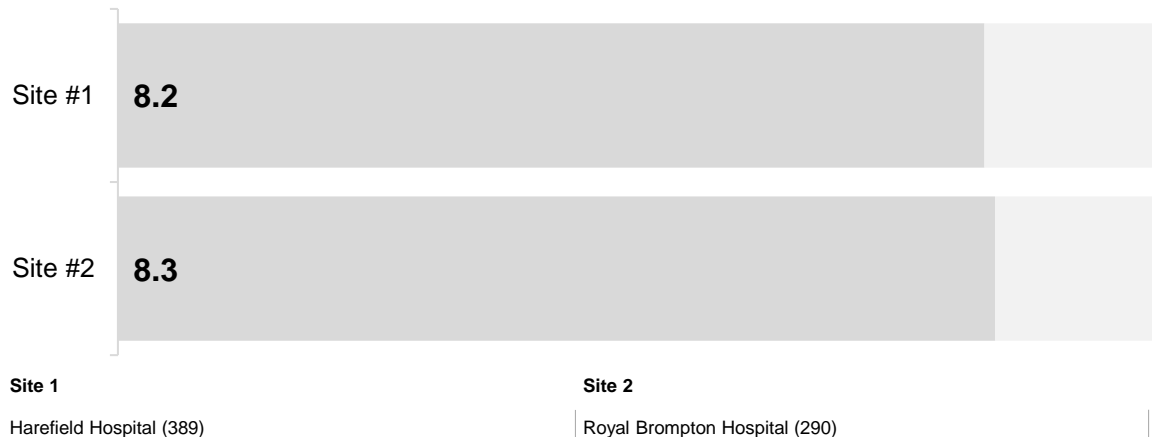 Site #1 8.2
Site #2 8.3
Site 1 Site 2
Harefield Hospital (389) Royal Brompton Hospital (290)